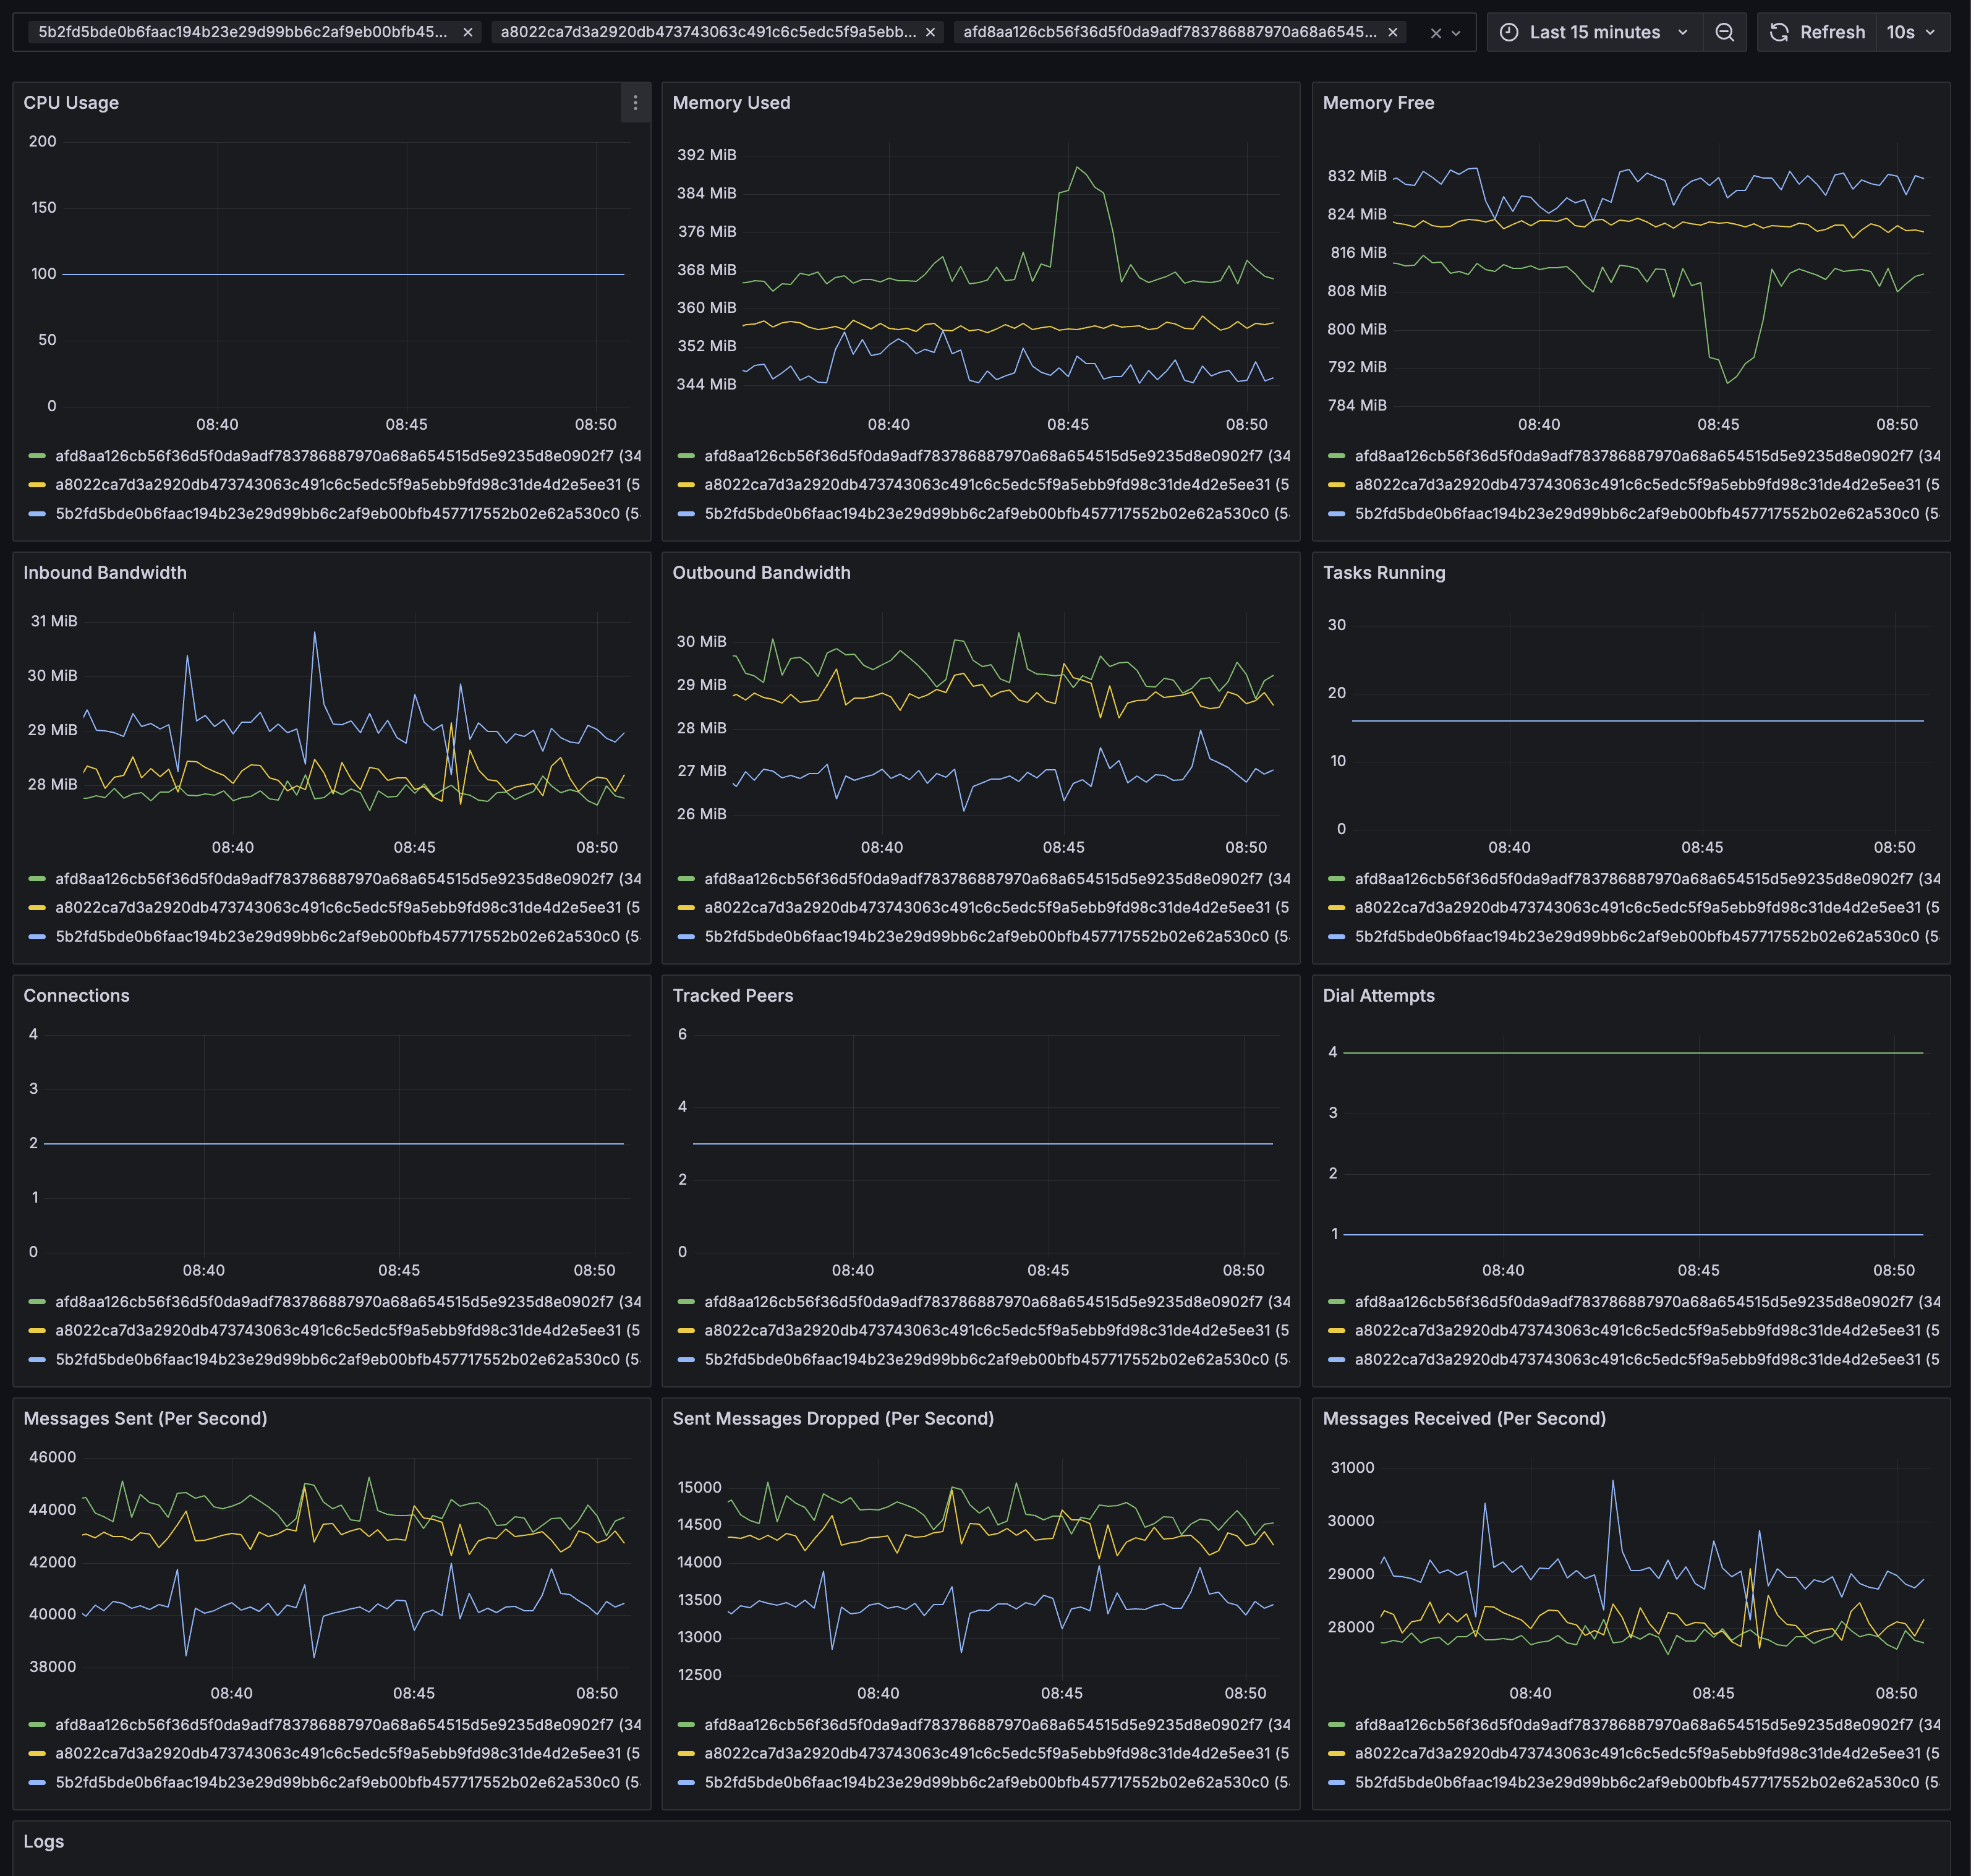 5b2fd5bde0b6faac194b23e29d99bb6c2af9eb00bfb45... × a8022ca7d3a2920db473743063c491c6c5edc5f9a5ebb... × afd8aa126cb56f36d5f0da9adf783786887970a68a6545... × Last 15 minutes Refresh 10s
CPU Usage
200
150
100
50
0
08:40 08:45 08:50
afd8aa126cb56f36d5f0da9adf783786887970a68a654515d5e9235d8e0902f7 (34
a8022ca7d3a2920db473743063c491c6c5edc5f9a5ebb9fd98c31de4d2e5ee31 (5
5b2fd5bde0b6faac194b23e29d99bb6c2af9eb00bfb457717552b02e62a530c0 (5
Memory Used
392 MiB
384 MiB
376 MiB
368 MiB
360 MiB
352 MiB
344 MiB
08:40 08:45 08:50
afd8aa126cb56f36d5f0da9adf783786887970a68a654515d5e9235d8e0902f7 (34
a8022ca7d3a2920db473743063c491c6c5edc5f9a5ebb9fd98c31de4d2e5ee31 (5
5b2fd5bde0b6faac194b23e29d99bb6c2af9eb00bfb457717552b02e62a530c0 (5
Memory Free
832 MiB
824 MiB
816 MiB
808 MiB
800 MiB
792 MiB
784 MiB
08:40 08:45 08:50
afd8aa126cb56f36d5f0da9adf783786887970a68a654515d5e9235d8e0902f7 (34
a8022ca7d3a2920db473743063c491c6c5edc5f9a5ebb9fd98c31de4d2e5ee31 (5
5b2fd5bde0b6faac194b23e29d99bb6c2af9eb00bfb457717552b02e62a530c0 (5
Inbound Bandwidth
31 MiB
30 MiB
29 MiB
28 MiB
08:40 08:45 08:50
afd8aa126cb56f36d5f0da9adf783786887970a68a654515d5e9235d8e0902f7 (34
a8022ca7d3a2920db473743063c491c6c5edc5f9a5ebb9fd98c31de4d2e5ee31 (5
5b2fd5bde0b6faac194b23e29d99bb6c2af9eb00bfb457717552b02e62a530c0 (5
Outbound Bandwidth
30 MiB
29 MiB
28 MiB
27 MiB
26 MiB
08:40 08:45 08:50
afd8aa126cb56f36d5f0da9adf783786887970a68a654515d5e9235d8e0902f7 (34
a8022ca7d3a2920db473743063c491c6c5edc5f9a5ebb9fd98c31de4d2e5ee31 (5
5b2fd5bde0b6faac194b23e29d99bb6c2af9eb00bfb457717552b02e62a530c0 (5
Tasks Running
30
20
10
0
08:40 08:45 08:50
afd8aa126cb56f36d5f0da9adf783786887970a68a654515d5e9235d8e0902f7 (34
a8022ca7d3a2920db473743063c491c6c5edc5f9a5ebb9fd98c31de4d2e5ee31 (5
5b2fd5bde0b6faac194b23e29d99bb6c2af9eb00bfb457717552b02e62a530c0 (5
Connections
4
3
2
1
0
08:40 08:45 08:50
afd8aa126cb56f36d5f0da9adf783786887970a68a654515d5e9235d8e0902f7 (34
a8022ca7d3a2920db473743063c491c6c5edc5f9a5ebb9fd98c31de4d2e5ee31 (5
5b2fd5bde0b6faac194b23e29d99bb6c2af9eb00bfb457717552b02e62a530c0 (5
Tracked Peers
6
4
2
0
08:40 08:45 08:50
afd8aa126cb56f36d5f0da9adf783786887970a68a654515d5e9235d8e0902f7 (34
a8022ca7d3a2920db473743063c491c6c5edc5f9a5ebb9fd98c31de4d2e5ee31 (5
5b2fd5bde0b6faac194b23e29d99bb6c2af9eb00bfb457717552b02e62a530c0 (5
Dial Attempts
4
3
2
1
08:40 08:45 08:50
afd8aa126cb56f36d5f0da9adf783786887970a68a654515d5e9235d8e0902f7 (34
a8022ca7d3a2920db473743063c491c6c5edc5f9a5ebb9fd98c31de4d2e5ee31 (5
a8022ca7d3a2920db473743063c491c6c5edc5f9a5ebb9fd98c31de4d2e5ee31 (5
Messages Sent (Per Second)
46000
44000
42000
40000
38000
08:40 08:45 08:50
afd8aa126cb56f36d5f0da9adf783786887970a68a654515d5e9235d8e0902f7 (34
a8022ca7d3a2920db473743063c491c6c5edc5f9a5ebb9fd98c31de4d2e5ee31 (5
5b2fd5bde0b6faac194b23e29d99bb6c2af9eb00bfb457717552b02e62a530c0 (5
Sent Messages Dropped (Per Second)
15000
14500
14000
13500
13000
12500
08:40 08:45 08:50
afd8aa126cb56f36d5f0da9adf783786887970a68a654515d5e9235d8e0902f7 (34
a8022ca7d3a2920db473743063c491c6c5edc5f9a5ebb9fd98c31de4d2e5ee31 (5
5b2fd5bde0b6faac194b23e29d99bb6c2af9eb00bfb457717552b02e62a530c0 (5
Messages Received (Per Second)
31000
30000
29000
28000
08:40 08:45 08:50
afd8aa126cb56f36d5f0da9adf783786887970a68a654515d5e9235d8e0902f7 (34
a8022ca7d3a2920db473743063c491c6c5edc5f9a5ebb9fd98c31de4d2e5ee31 (5
5b2fd5bde0b6faac194b23e29d99bb6c2af9eb00bfb457717552b02e62a530c0 (5
Logs